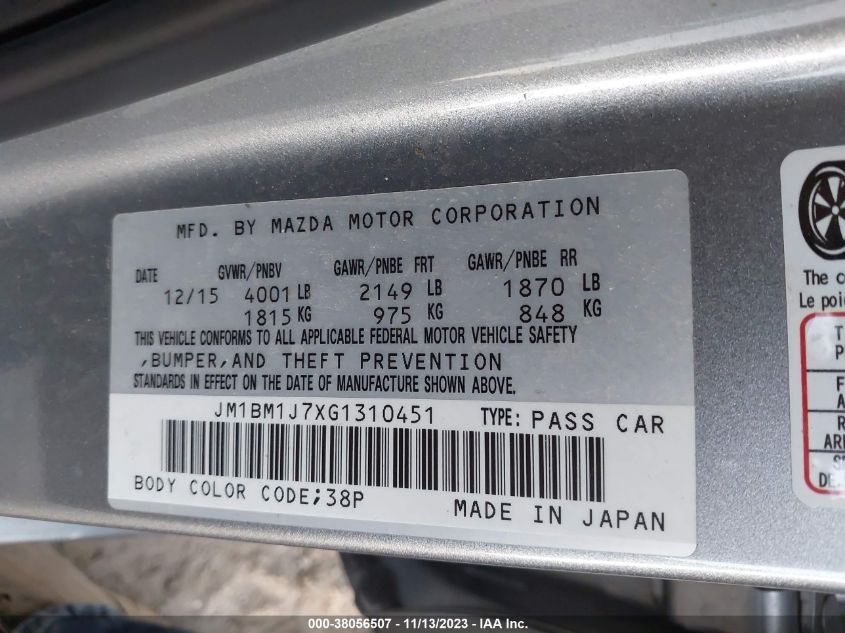 MFD. BY MAZDA MOTOR CORPORATION
DATE GVWR/PNBV GAWR/PNBE FRT GAWR/PNBE RR
12/15 4001 LB 2149 LB 1870 LB
1815 KG 975 KG 848 KG
THIS VEHICLE CONFORMS TO ALL APPLICABLE FEDERAL MOTOR VEHICLE SAFETY
,BUMPER,AND THEFT PREVENTION
STANDARDS IN EFFECT ON THE DATE OF MANUFACTURE SHOWN ABOVE.
JM1BM1J7XG1310451 TYPE: PASS CAR
BODY COLOR CODE;38P
MADE IN JAPAN
The c
Le poi
T
P
F
A
R
ARI
DE
000-38056507 - 11/13/2023 - IAA Inc.